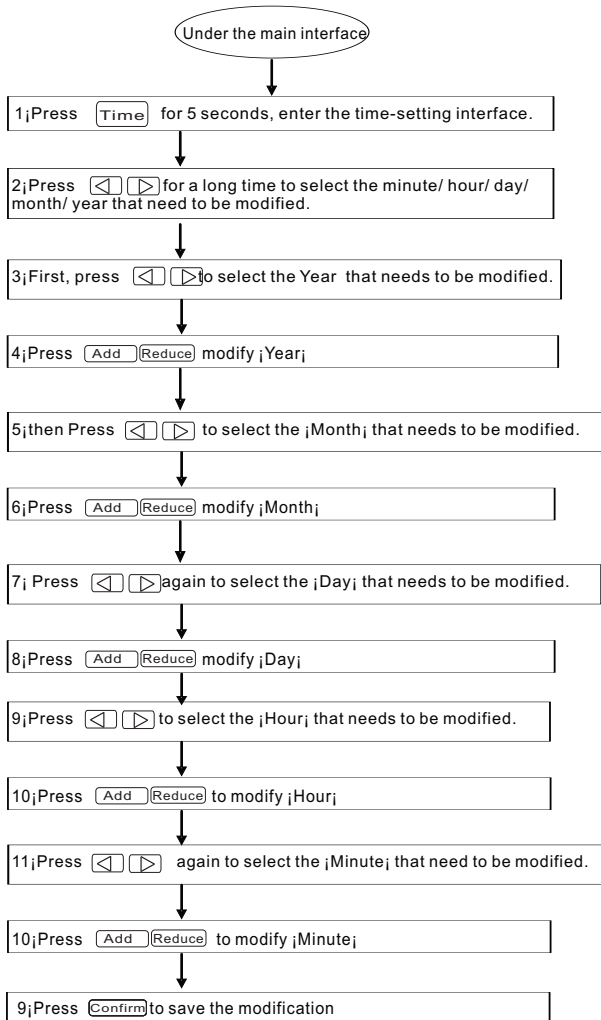 Under the main interface
1¡Press Time for 5 seconds, enter the time-setting interface.
2¡Press for a long time to select the minute/ hour/ day/
month/ year that need to be modified.
3¡First, press to select the Year that needs to be modified.
4¡Press Add Reduce modify ¡Year¡
5¡then Press to select the ¡Month¡ that needs to be modified.
6¡Press Add Reduce modify ¡Month¡
7¡ Press again to select the ¡Day¡ that needs to be modified.
8¡Press Add Reduce modify ¡Day¡
9¡Press to select the ¡Hour¡ that needs to be modified.
10¡Press Add Reduce to modify ¡Hour¡
11¡Press again to select the ¡Minute¡ that need to be modified.
10¡Press Add Reduce to modify ¡Minute¡
9¡Press Confirm to save the modification